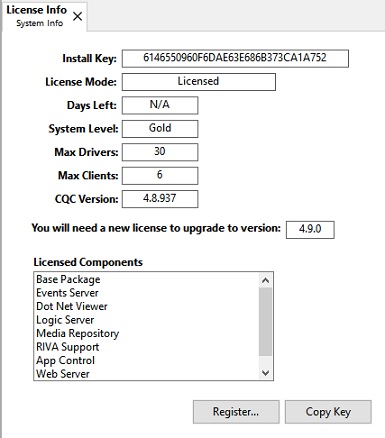 License Info
System Info
Install Key: 6146550960F6DAE63E686B373CA1A752
License Mode: Licensed
Days Left: N/A
System Level: Gold
Max Drivers: 30
Max Clients: 6
CQC Version: 4.8.937
You will need a new license to upgrade to version: 4.9.0
Licensed Components
Base Package
Events Server
Dot Net Viewer
Logic Server
Media Repository
RIVA Support
App Control
Web Server
Register... Copy Key